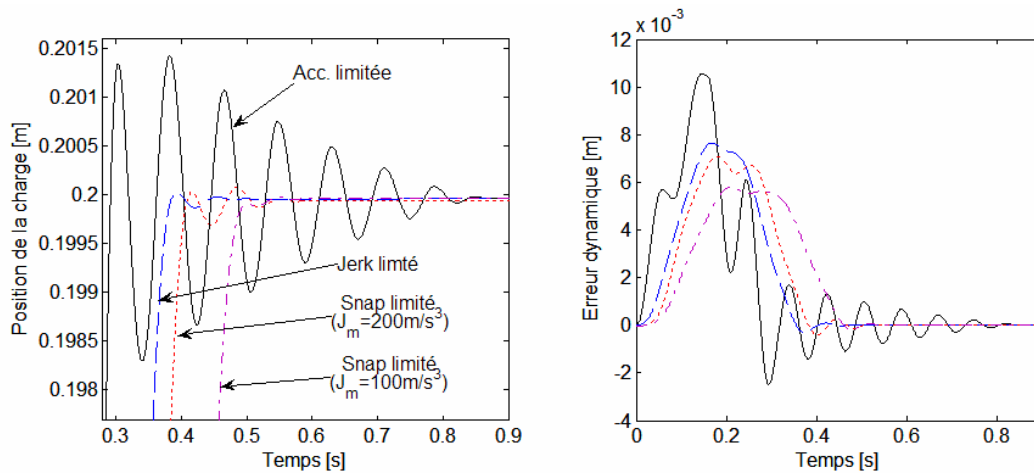 0.2015
0.201
0.2005
0.2
0.1995
0.199
0.1985
0.198
Position de la charge [m]
Acc. limitée
Jerk limté
Snap limité
(J_m=200m/s³)
Snap limité
(J_m=100m/s³)
0.3 0.4 0.5 0.6 0.7 0.8 0.9
Temps [s]
x 10⁻³
12
10
8
6
4
2
0
-2
-4
Erreur dynamique [m]
0 0.2 0.4 0.6 0.8
Temps [s]